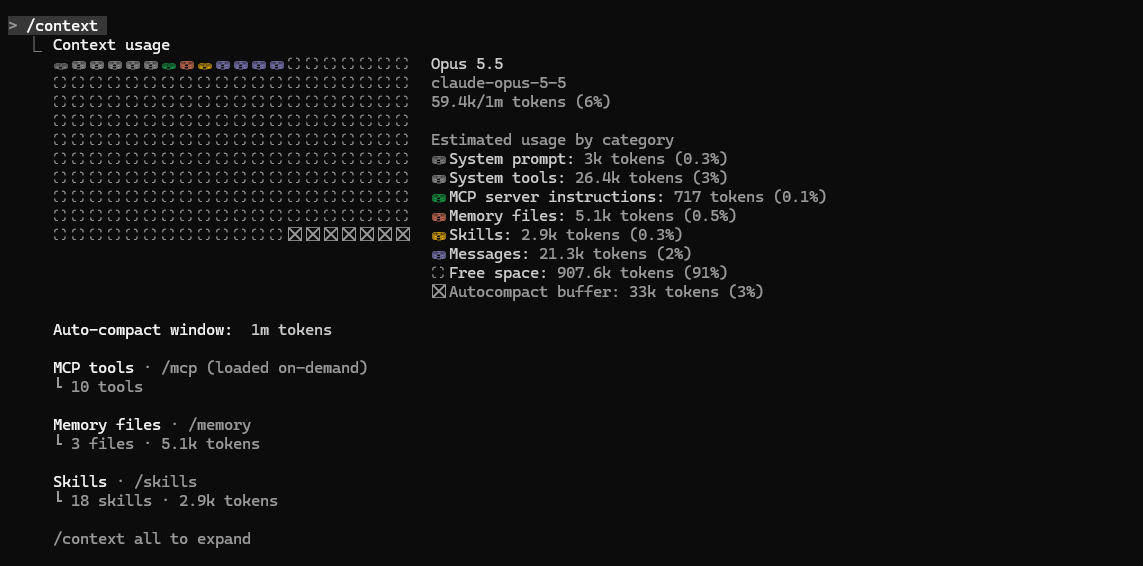 > /context
Context usage
Opus 5.5
claude-opus-5-5
59.4k/1m tokens (6%)
Estimated usage by category
System prompt: 3k tokens (0.3%)
System tools: 26.4k tokens (3%)
MCP server instructions: 717 tokens (0.1%)
Memory files: 5.1k tokens (0.5%)
Skills: 2.9k tokens (0.3%)
Messages: 21.3k tokens (2%)
Free space: 907.6k tokens (91%)
Autocompact buffer: 33k tokens (3%)
Auto-compact window: 1m tokens
MCP tools · /mcp (loaded on-demand)
└ 10 tools
Memory files · /memory
└ 3 files · 5.1k tokens
Skills · /skills
└ 18 skills · 2.9k tokens
/context all to expand